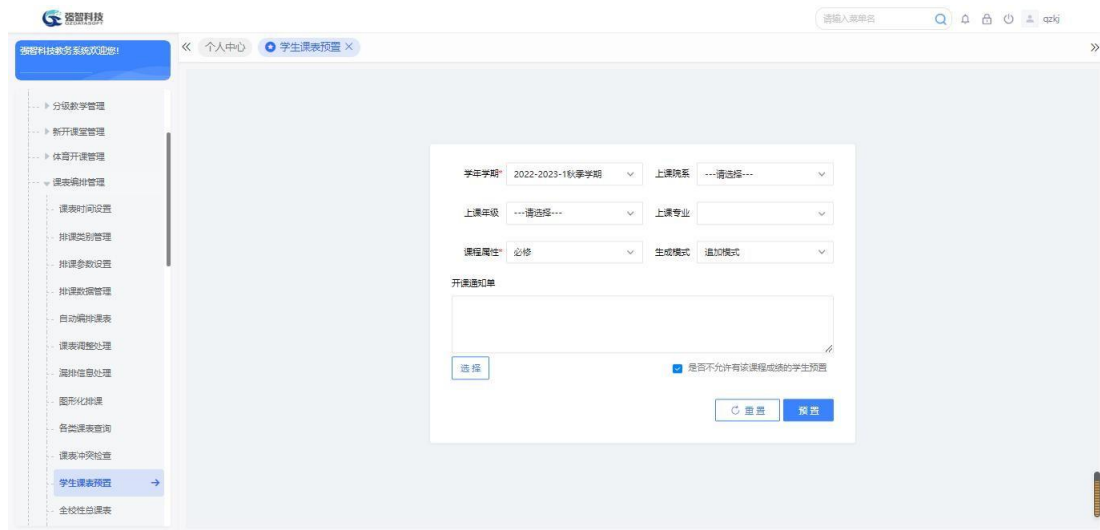 强智科技
QZDATASOFT
请输入菜单名
qzkj
强智科技教务系统欢迎您!
个人中心
学生课表预置
分级教学管理
新开课室管理
体育开课管理
课表编排管理
课表时间设置
排课类别管理
排课参数设置
排课数据管理
自动编排课表
课表调整处理
漏排信息处理
图形化排课
各类课表查询
课表冲突检查
学生课表预置
全校性总课表
学年学期* 2022-2023-1秋季学期 上课院系 ---请选择---
上课年级 ---请选择--- 上课专业
课程属性* 必修 生成模式 追加模式
开课通知单
选择 是否不允许有该课程成绩的学生预置
重置 预置